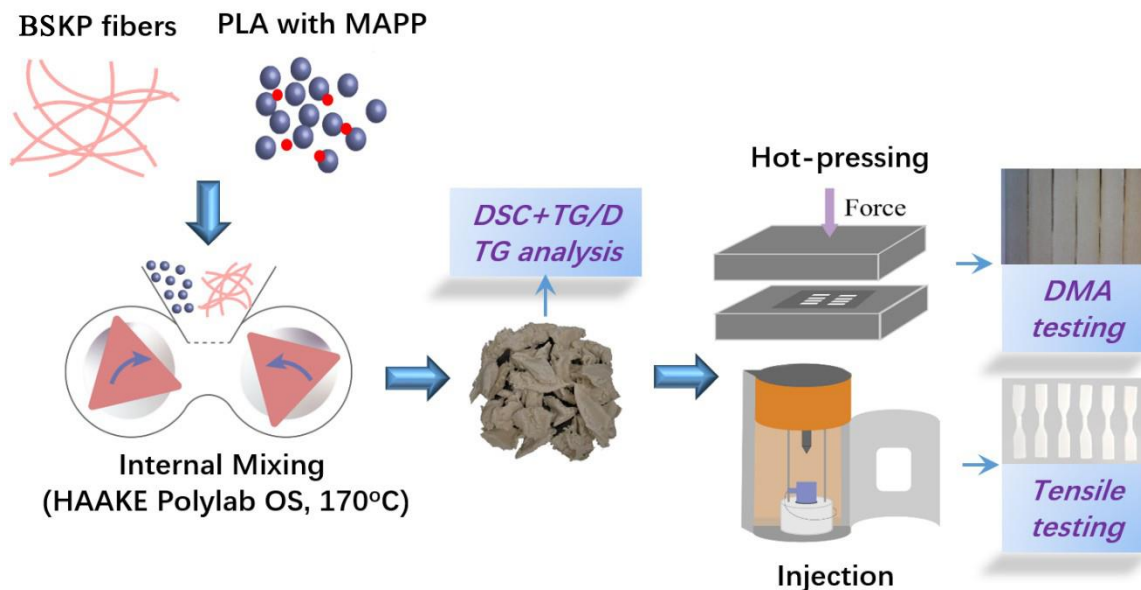 BSKP fibers
PLA with MAPP
Internal Mixing
(HAAKE Polylab OS, 170°C)
DSC+TG/D
TG analysis
Hot-pressing
Force
DMA
testing
Injection
Tensile
testing